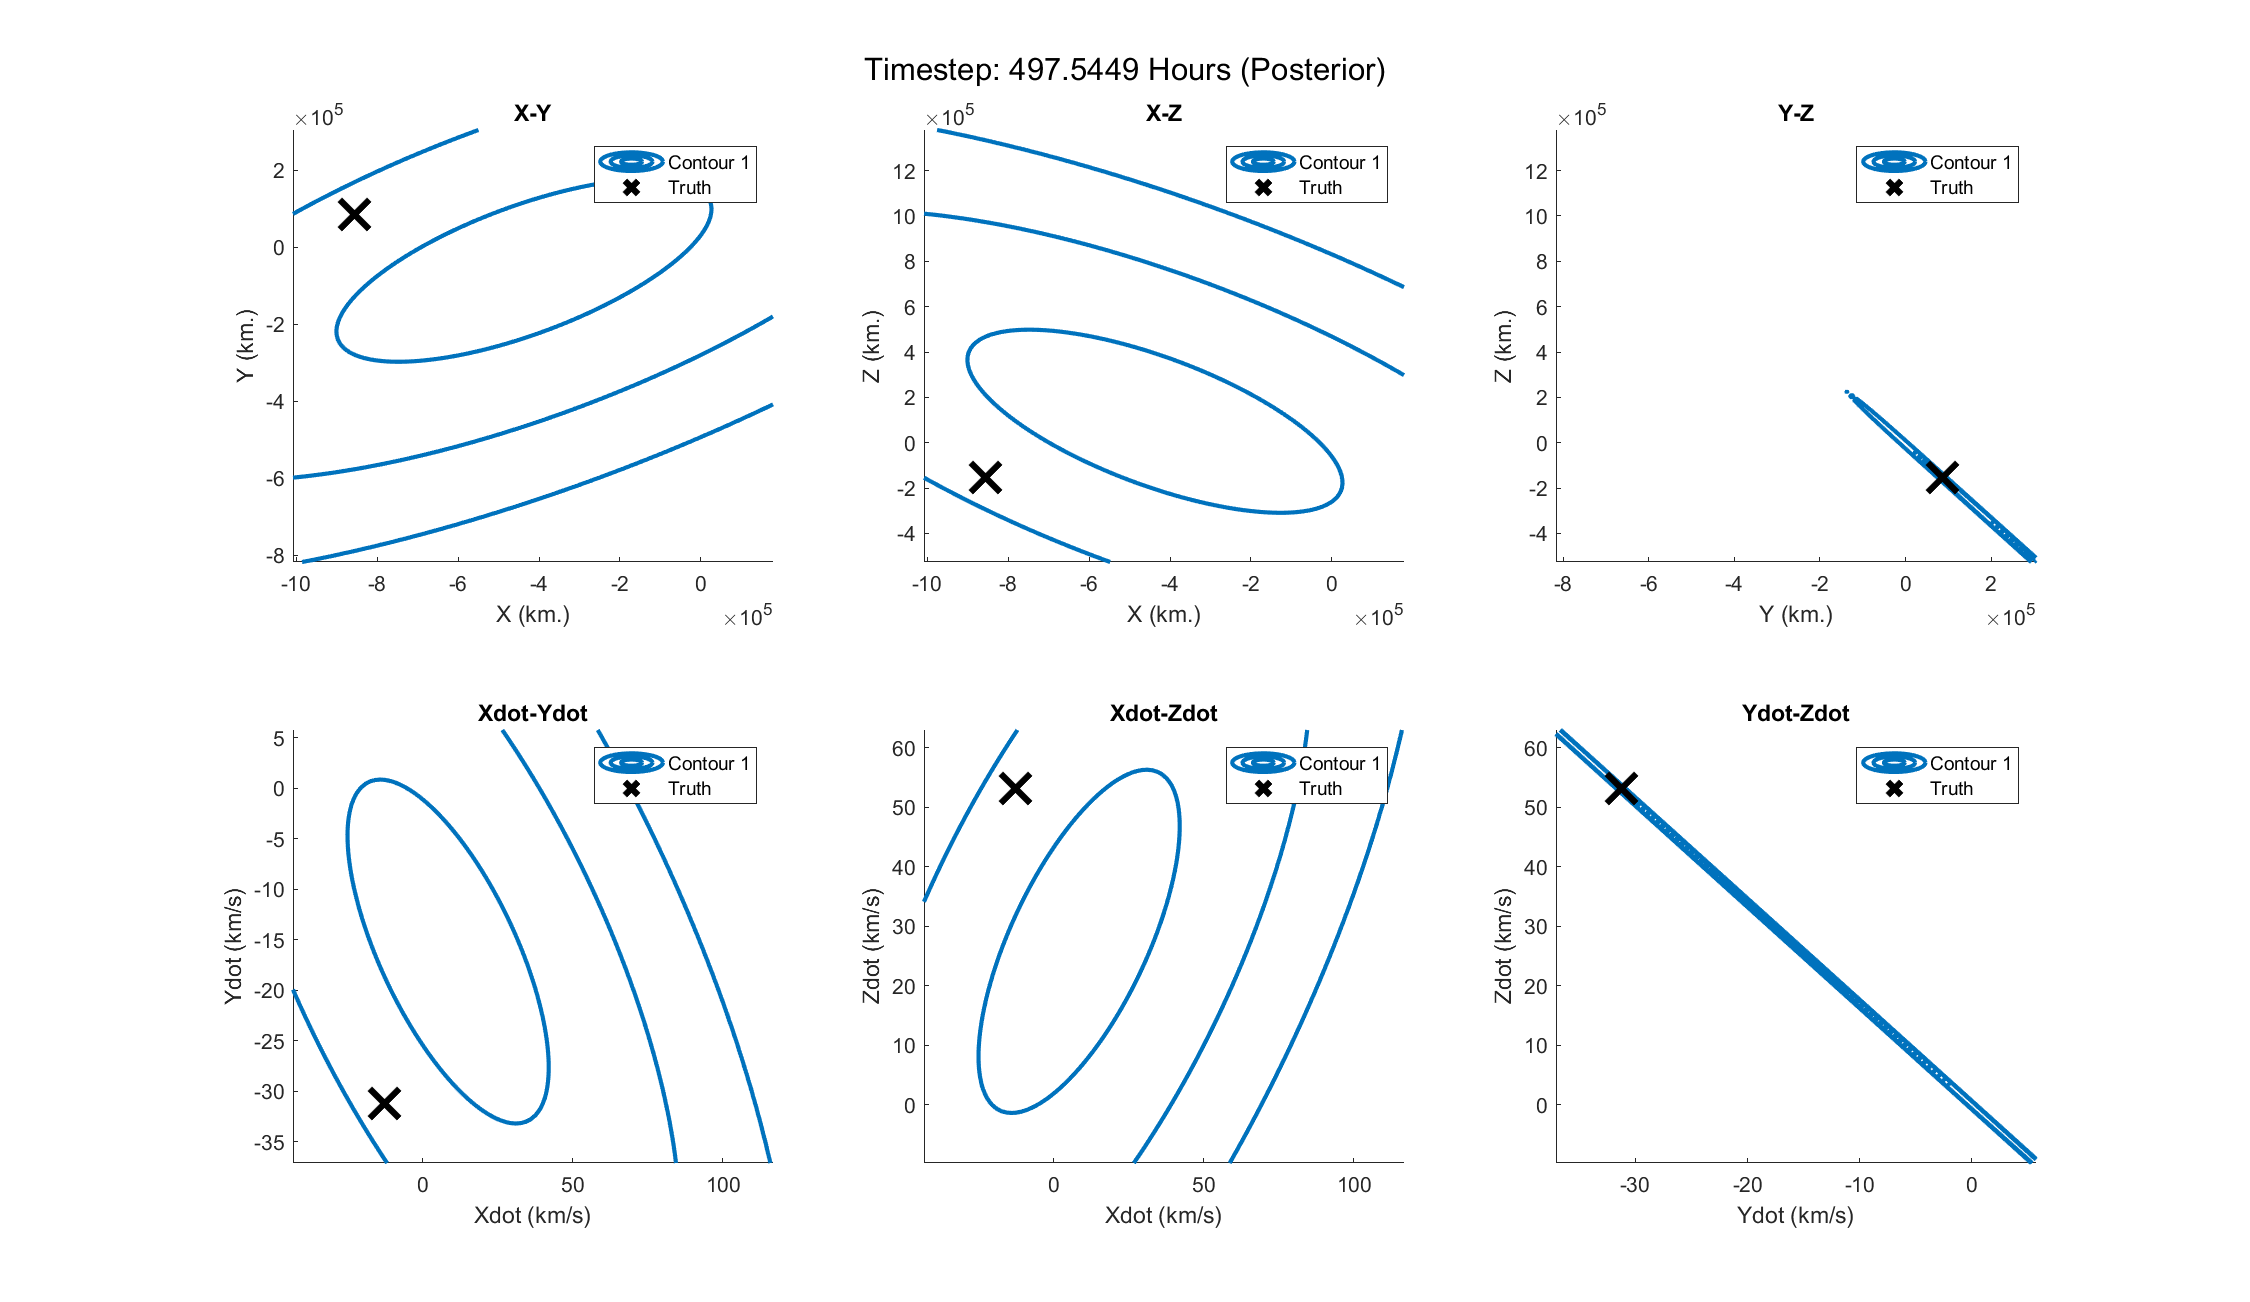 Timestep: 497.5449 Hours (Posterior)
X-Y
×10^5
Contour 1
Truth
2
0
-2
-4
-6
-8
Y (km.)
-10 -8 -6 -4 -2 0
X (km.)
×10^5
X-Z
×10^5
Contour 1
Truth
12
10
8
6
4
2
0
-2
-4
Z (km.)
-10 -8 -6 -4 -2 0
X (km.)
×10^5
Y-Z
×10^5
Contour 1
Truth
12
10
8
6
4
2
0
-2
-4
Z (km.)
-8 -6 -4 -2 0 2
Y (km.)
×10^5
Xdot-Ydot
Contour 1
Truth
5
0
-5
-10
-15
-20
-25
-30
-35
Ydot (km/s)
0 50 100
Xdot (km/s)
Xdot-Zdot
Contour 1
Truth
60
50
40
30
20
10
0
Zdot (km/s)
0 50 100
Xdot (km/s)
Ydot-Zdot
Contour 1
Truth
60
50
40
30
20
10
0
Zdot (km/s)
-30 -20 -10 0
Ydot (km/s)